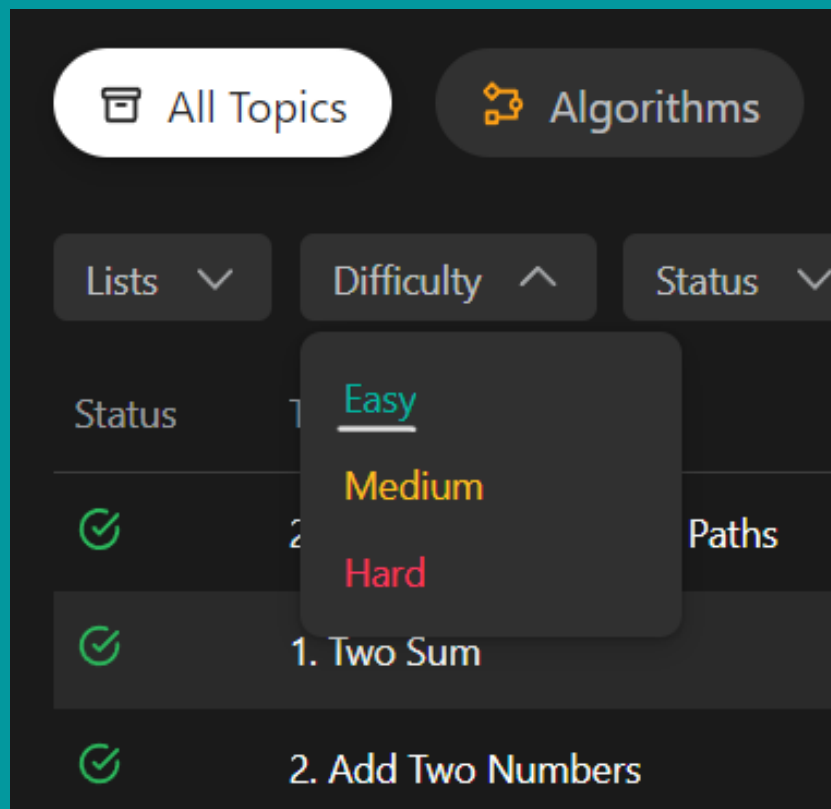 All Topics Algorithms
Lists Difficulty Status
Status
Easy
Medium
Paths
Hard
1. Two Sum
2. Add Two Numbers